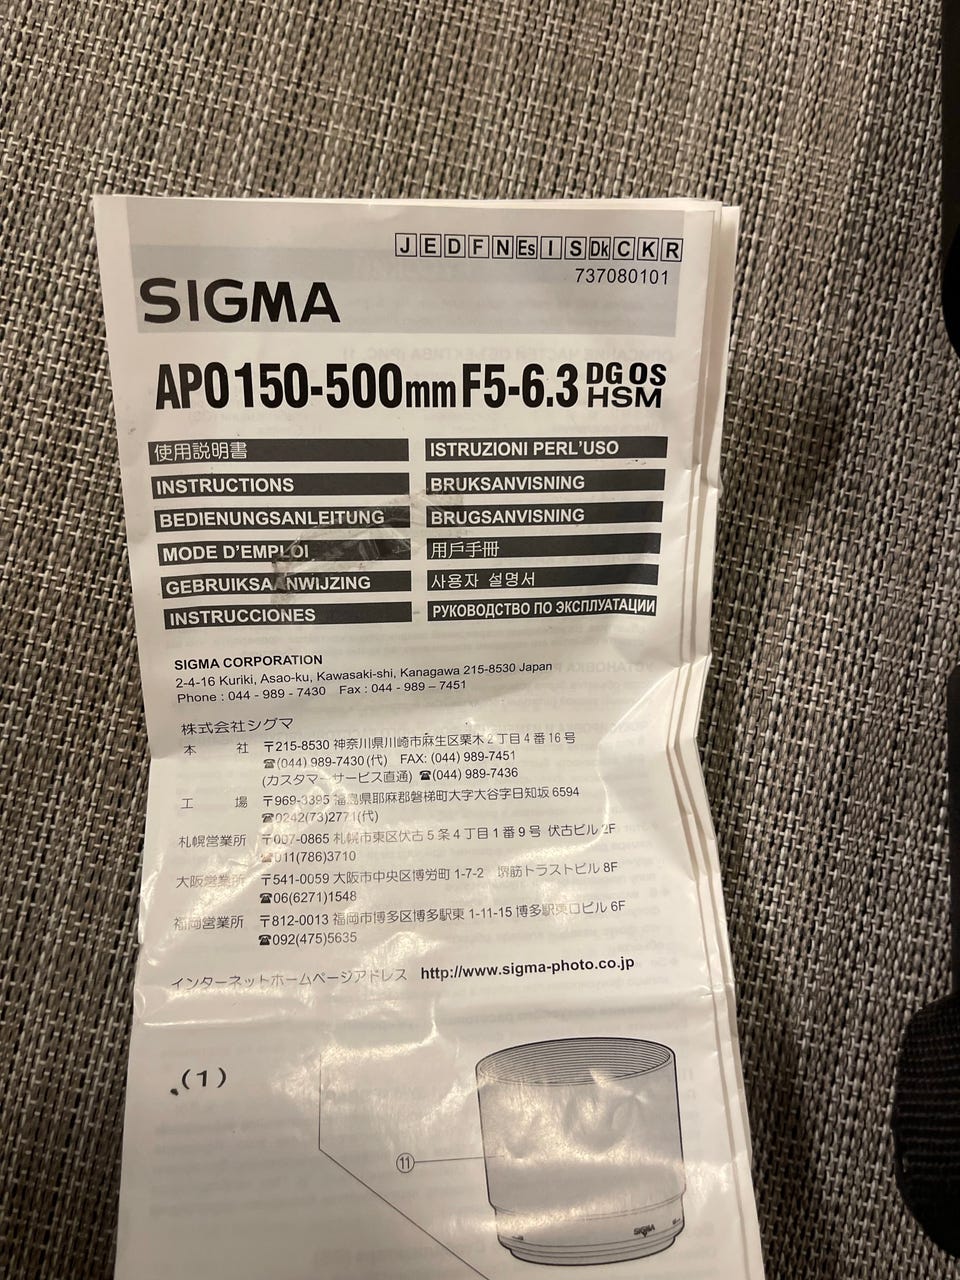 JEDFNEsISDkCKR
737080101
SIGMA
APO 150-500mm F5-6.3 DG OS HSM
使用説明書
INSTRUCTIONS
BEDIENUNGSANLEITUNG
MODE D'EMPLOI
GEBRUIKSAANWIJZING
INSTRUCCIONES
ISTRUZIONI PERL'USO
BRUKSANVISNING
BRUGSANVISNING
用戶手冊
사용자 설명서
РУКОВОДСТВО ПО ЭКСПЛУАТАЦИИ
SIGMA CORPORATION
2-4-16 Kuriki, Asao-ku, Kawasaki-shi, Kanagawa 215-8530 Japan
Phone : 044 - 989 - 7430 Fax : 044 - 989 – 7451
株式会社シグマ
本 社 〒215-8530 神奈川県川崎市麻生区栗木2丁目4番16号
☎(044) 989-7430 (代) FAX: (044) 989-7451
(カスタマーサービス直通) ☎(044) 989-7436
工 場 〒969-3395 福島県耶麻郡磐梯町大字大谷字日知坂 6594
☎0242(73)2771(代)
札幌営業所 〒007-0865 札幌市東区伏古5条4丁目1番9号 伏古ビル 2F
☎011(786)3710
大阪営業所 〒541-0059 大阪市中央区博労町 1-7-2 堺筋トラストビル 8F
☎06(6271)1548
福岡営業所 〒812-0013 福岡市博多区博多駅東 1-11-15 博多駅東口ビル 6F
☎092(475)5635
インターネットホームページアドレス http://www.sigma-photo.co.jp
(1)
11
SIGMA